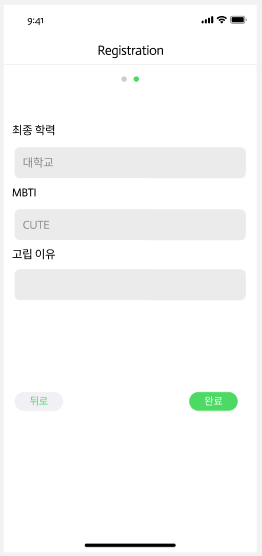 9:41
Registration
최종 학력
대학교
MBTI
CUTE
고립 이유
뒤로
완료